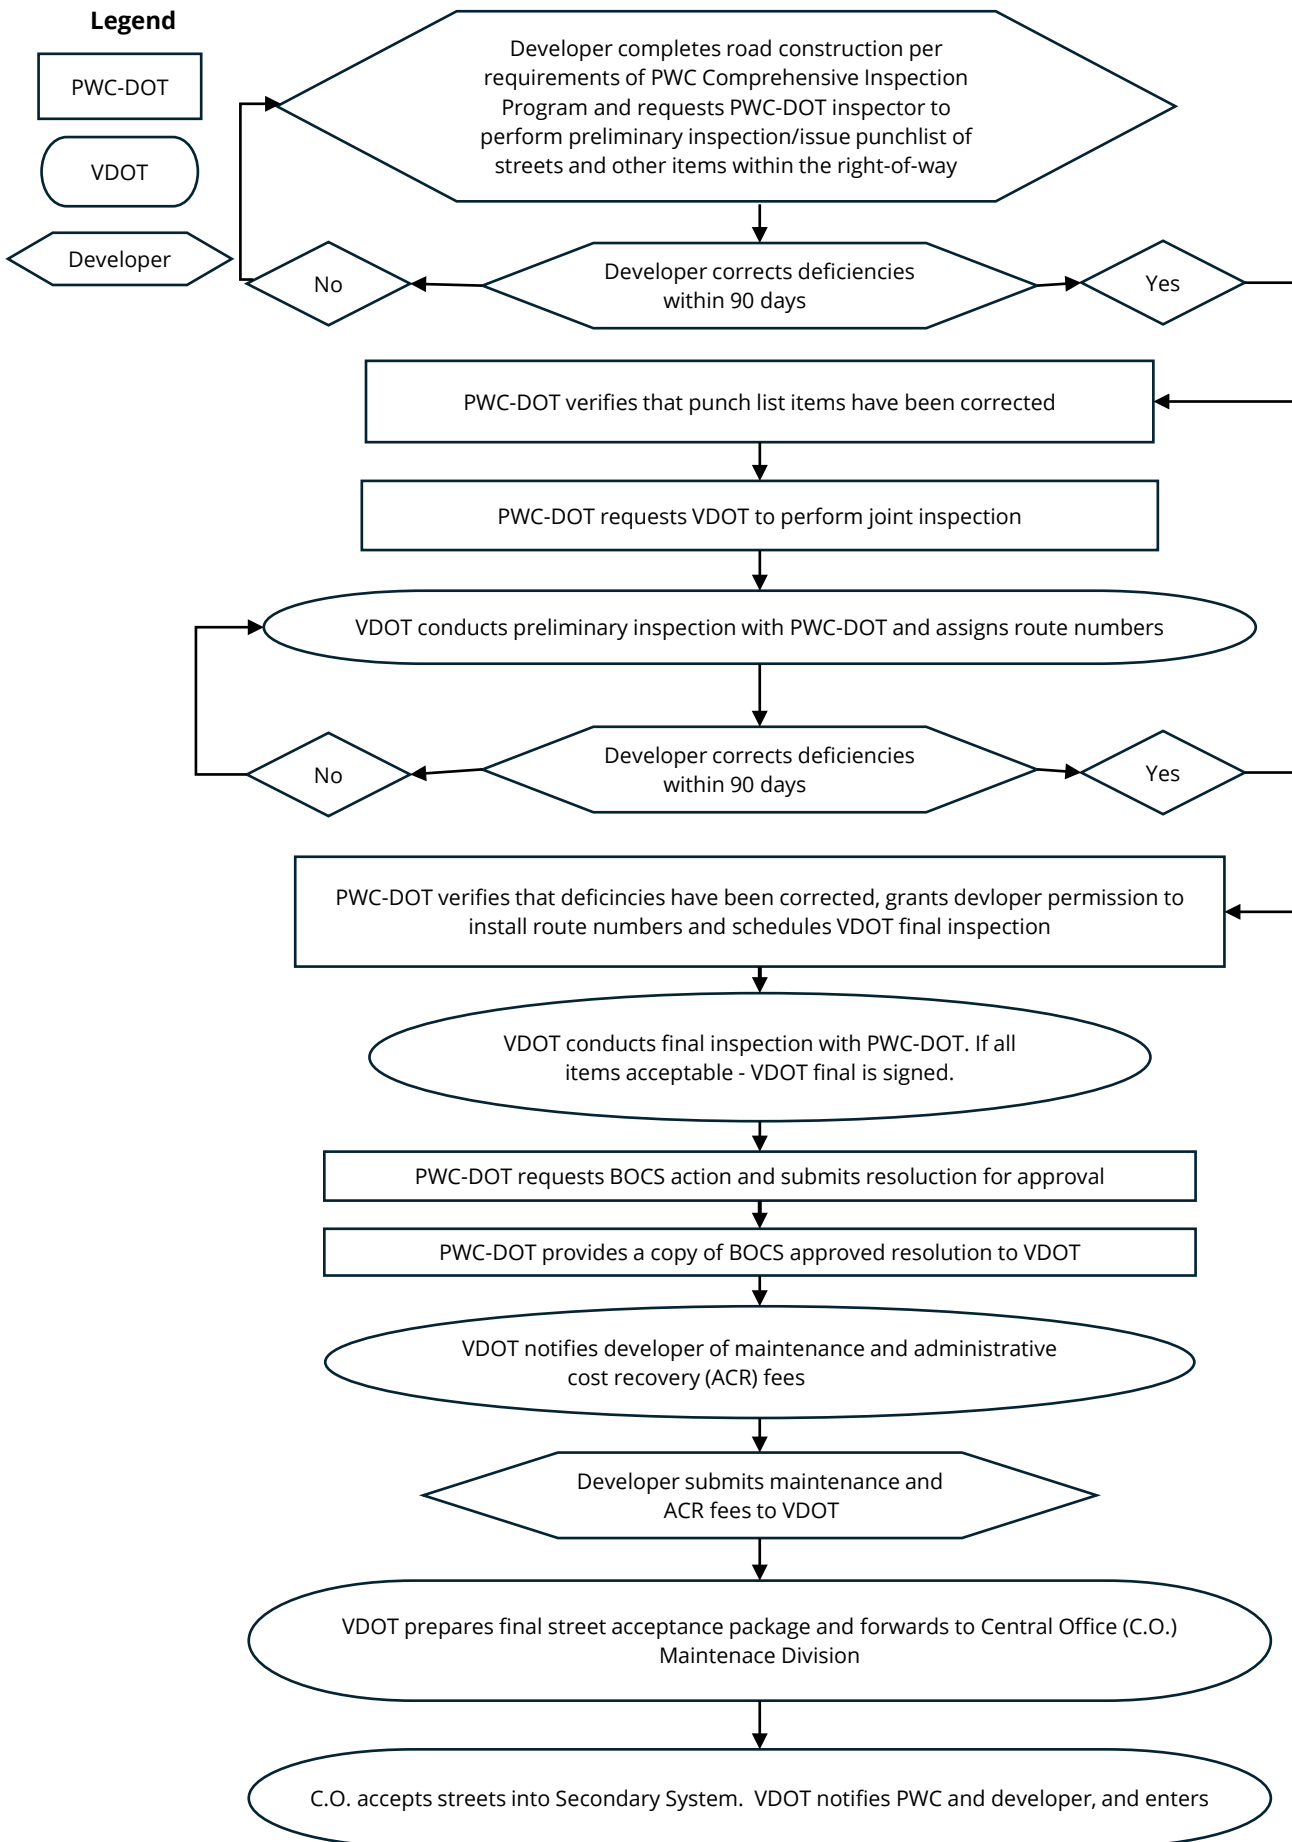 Legend
PWC-DOT
VDOT
Developer
Developer completes road construction per
requirements of PWC Comprehensive Inspection
Program and requests PWC-DOT inspector to
perform preliminary inspection/issue punchlist of
streets and other items within the right-of-way
No
Developer corrects deficiencies
within 90 days
Yes
PWC-DOT verifies that punch list items have been corrected
PWC-DOT requests VDOT to perform joint inspection
VDOT conducts preliminary inspection with PWC-DOT and assigns route numbers
No
Developer corrects deficiencies
within 90 days
Yes
PWC-DOT verifies that deficincies have been corrected, grants devloper permission to
install route numbers and schedules VDOT final inspection
VDOT conducts final inspection with PWC-DOT. If all
items acceptable - VDOT final is signed.
PWC-DOT requests BOCS action and submits resoluction for approval
PWC-DOT provides a copy of BOCS approved resolution to VDOT
VDOT notifies developer of maintenance and administrative
cost recovery (ACR) fees
Developer submits maintenance and
ACR fees to VDOT
VDOT prepares final street acceptance package and forwards to Central Office (C.O.)
Maintenace Division
C.O. accepts streets into Secondary System. VDOT notifies PWC and developer, and enters